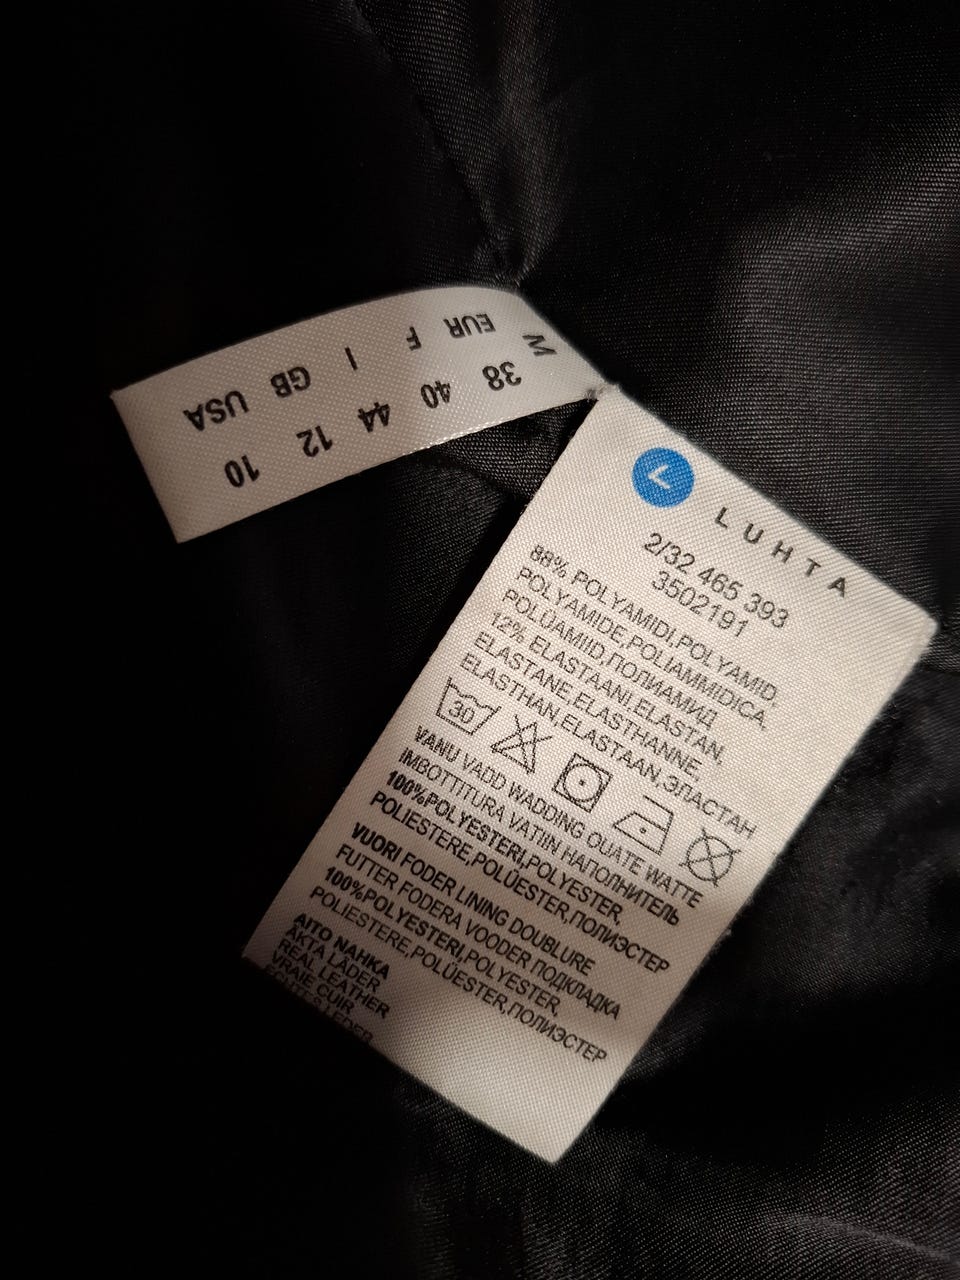 W
EUR 38
F 40
I 44
GB 12
USA 10
L
LUHTA
2/32 465 393
3502191
88% POLYAMIDI,POLYAMID,
POLYAMIDE,POLIAMMIDICA,
POLÜAMIID,ПОЛИАМИД
12% ELASTAANI,ELASTAN,
ELASTANE,ELASTHANNE,
ELASTHAN,ELASTAAN,ЭЛАСТАН
30
VANU VADD WADDING OUATE WATTE
IMBOTTITURA VATIIN НАПОЛНИТЕЛЬ
100%POLYESTERI,POLYESTER,
POLIESTERE,POLÜESTER,ПОЛИЭСТЕР
VUORI FODER LINING DOUBLURE
FUTTER FODERA VOODER ПОДКЛАДКА
100%POLYESTERI,POLYESTER,
POLIESTERE,POLÜESTER,ПОЛИЭСТЕР
AITO NAHKA
ÄKTA LÄDER
REAL LEATHER
VRAIE CUIR
ECHTES LEDER